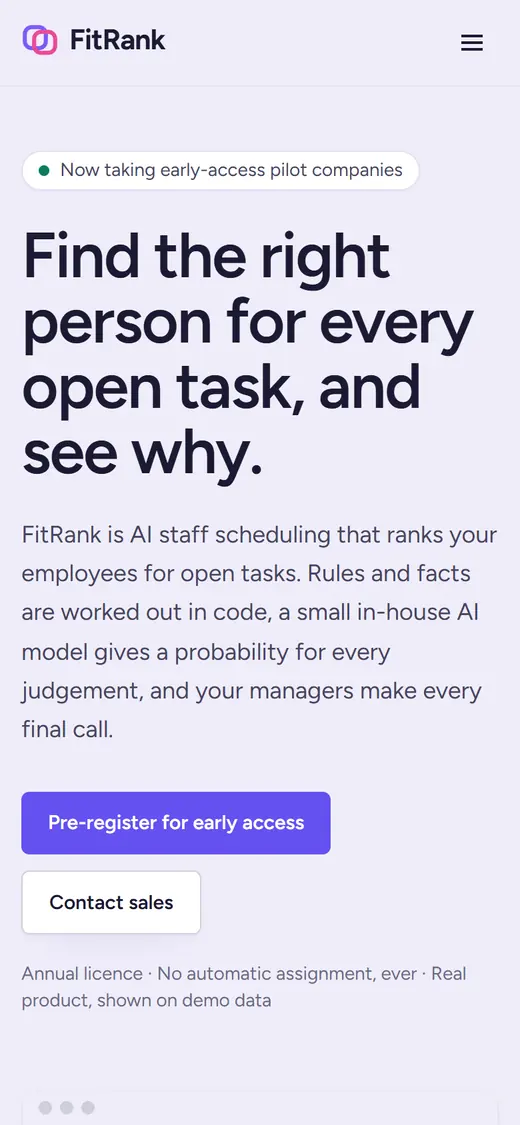 FitRank
Now taking early-access pilot companies
Find the right
person for every
open task, and
see why.
FitRank is AI staff scheduling that ranks your
employees for open tasks. Rules and facts
are worked out in code, a small in-house AI
model gives a probability for every
judgement, and your managers make every
final call.
Pre-register for early access
Contact sales
Annual licence · No automatic assignment, ever · Real
product, shown on demo data